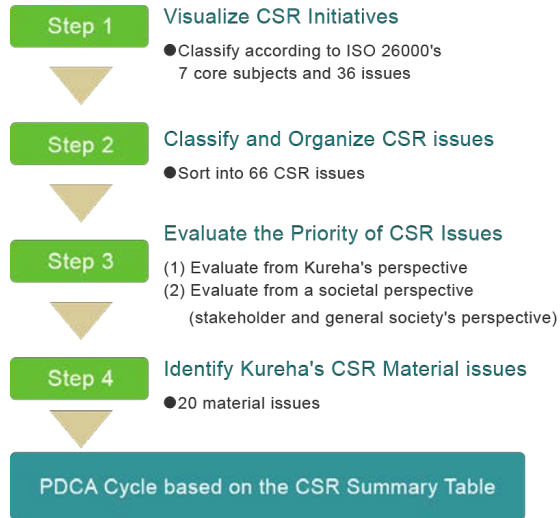 Step 1
Visualize CSR Initiatives
●Classify according to ISO 26000's
7 core subjects and 36 issues
Step 2
Classify and Organize CSR issues
●Sort into 66 CSR issues
Step 3
Evaluate the Priority of CSR Issues
(1) Evaluate from Kureha's perspective
(2) Evaluate from a societal perspective
(stakeholder and general society's perspective)
Step 4
Identify Kureha's CSR Material issues
●20 material issues
PDCA Cycle based on the CSR Summary Table